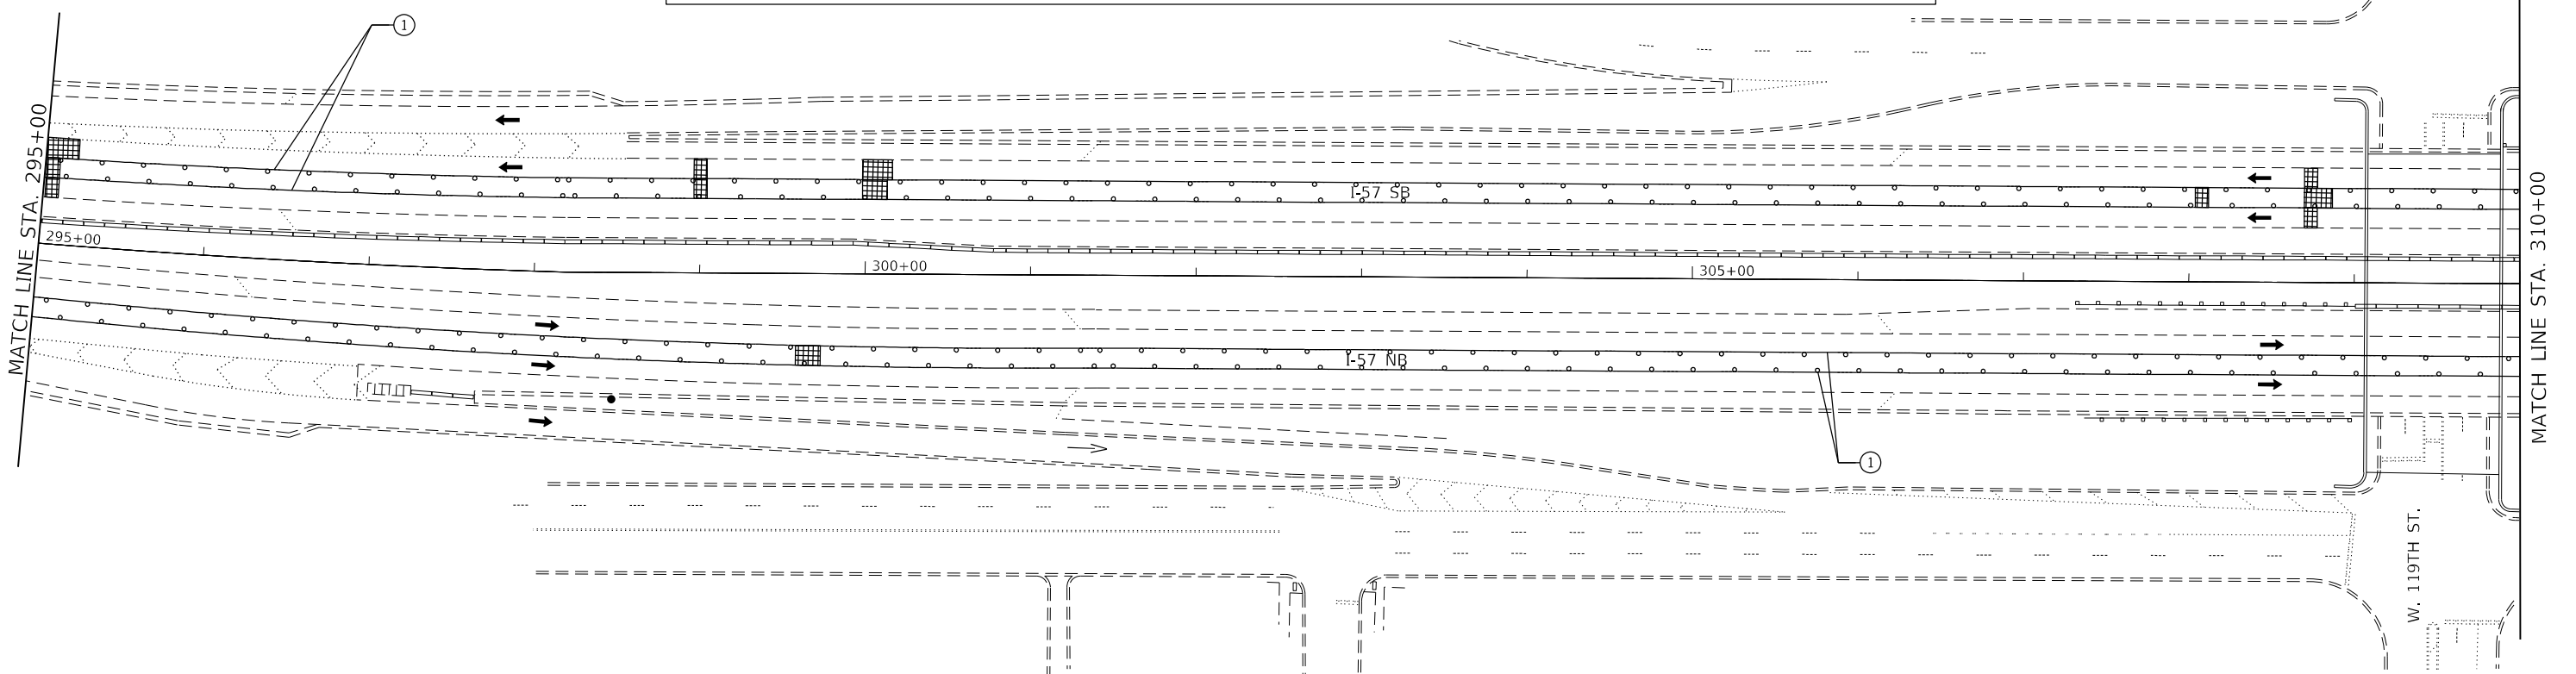 1
MATCH LINE STA. 295+00
I-57 SB
295+00
300+00
305+00
I-57 NB
1
W. 119TH ST.
MATCH LINE STA. 310+00